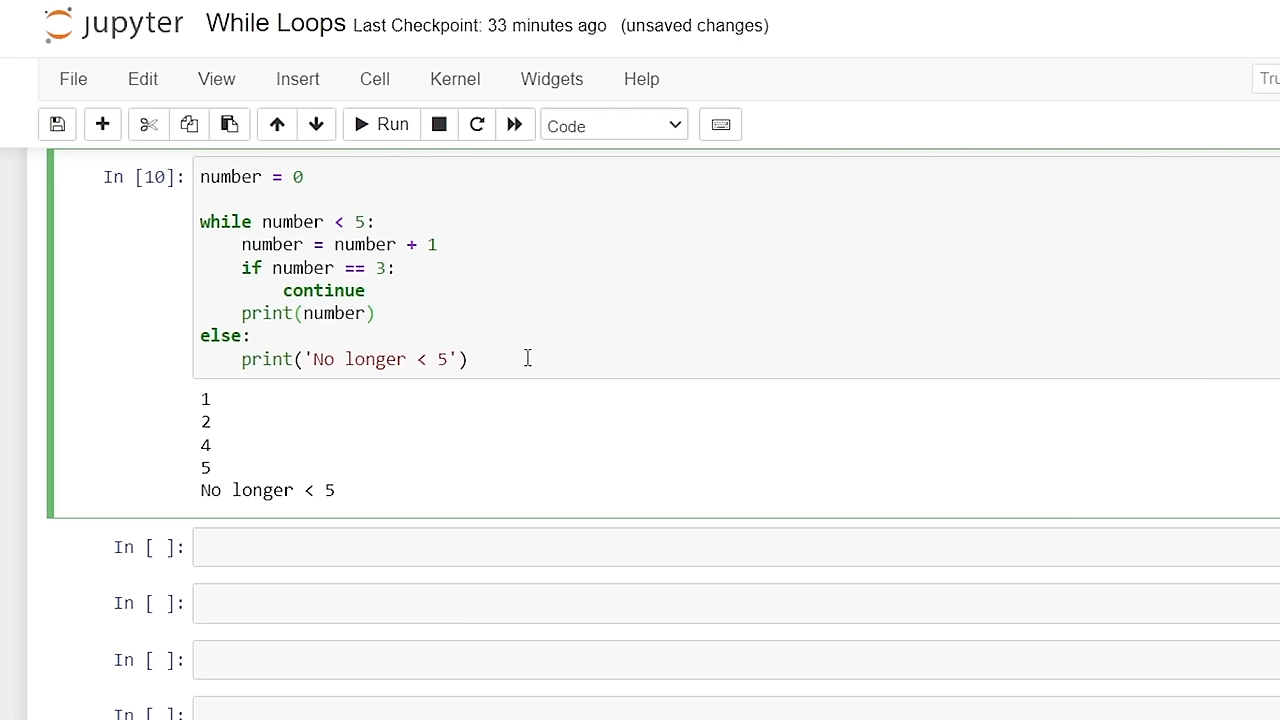 jupyter While Loops Last Checkpoint: 33 minutes ago (unsaved changes)
File Edit View Insert Cell Kernel Widgets Help
Run Code
In [10]: number = 0
while number < 5:
    number = number + 1
    if number == 3:
        continue
    print(number)
else:
    print('No longer < 5')
1
2
4
5
No longer < 5
In [ ]:
In [ ]:
In [ ]:
In [ ]: